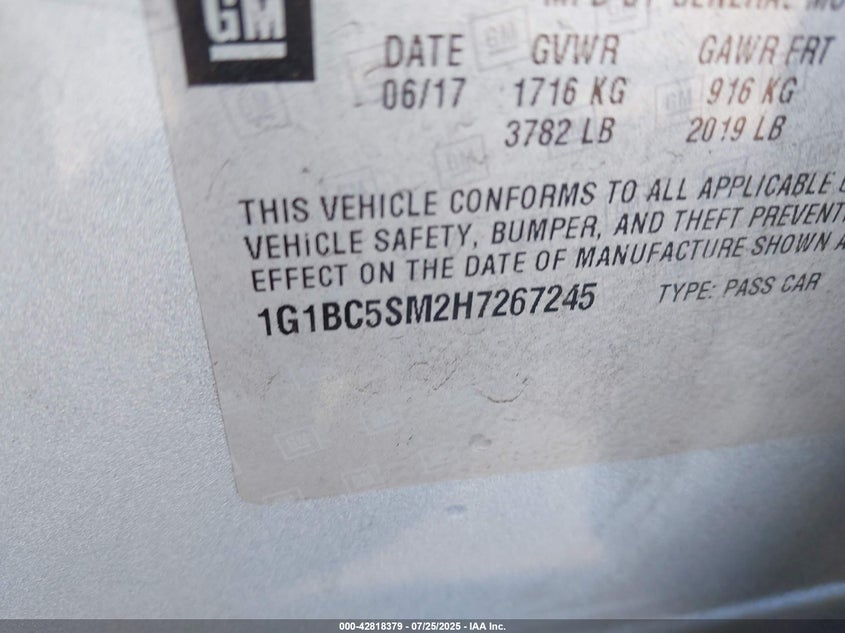 GM
DATE GVWR GAWR FRT
06/17 1716 KG 916 KG
3782 LB 2019 LB
THIS VEHICLE CONFORMS TO ALL APPLICABLE
VEHICLE SAFETY, BUMPER, AND THEFT PREVENT
EFFECT ON THE DATE OF MANUFACTURE SHOWN A
1G1BC5SM2H7267245 TYPE: PASS CAR
000-42818379 - 07/25/2025 - IAA Inc.